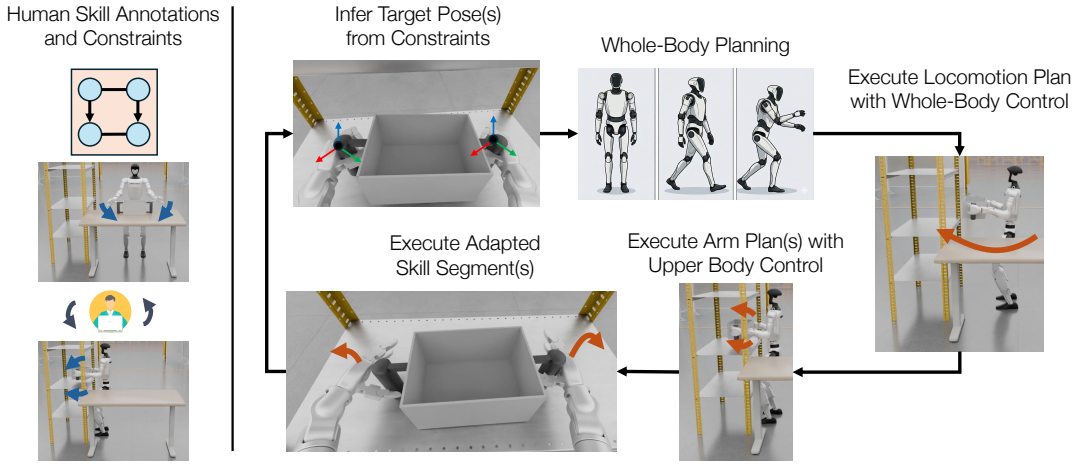 Human Skill Annotations
and Constraints
Infer Target Pose(s)
from Constraints
Whole-Body Planning
Execute Locomotion Plan
with Whole-Body Control
Execute Arm Plan(s) with
Upper Body Control
Execute Adapted
Skill Segment(s)